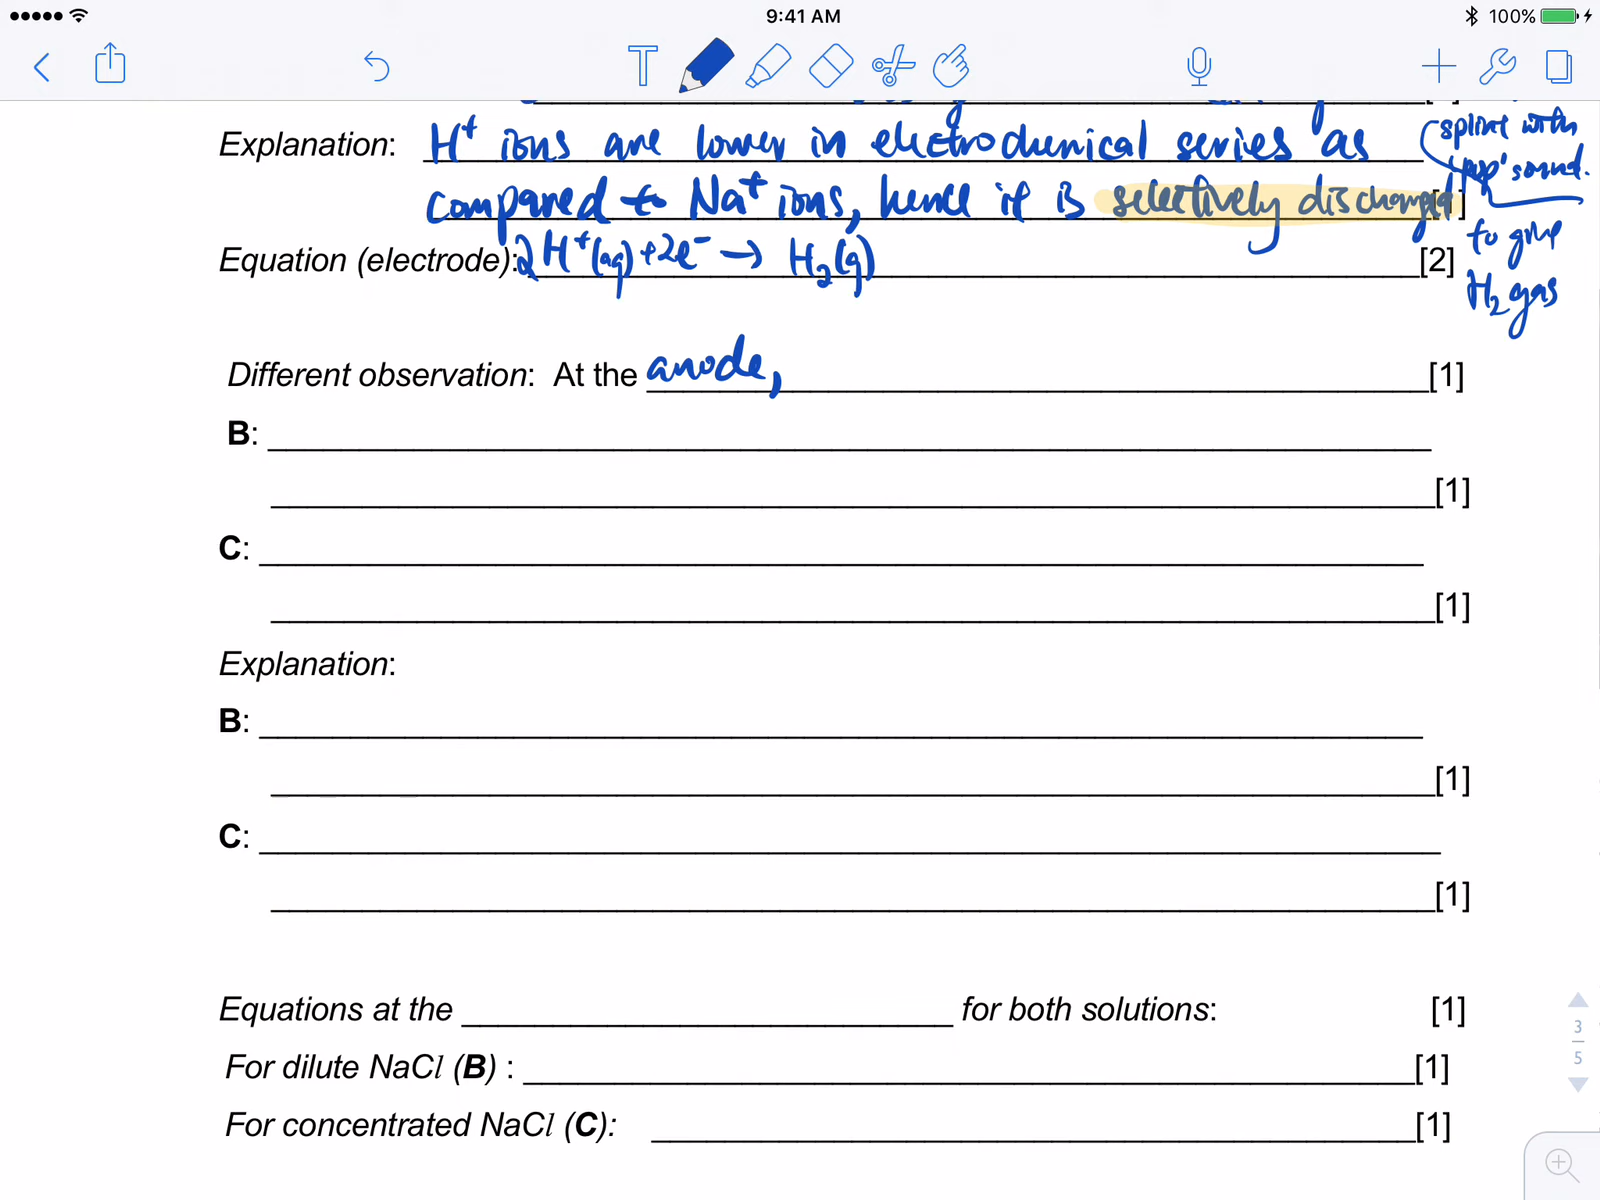 9:41 AM
100%
Explanation: H⁺ ions are lower in electrochemical series as
compared to Na⁺ ions, hence it is selectively discharged
(splint with
'pop' sound.
to give
H₂ gas
Equation (electrode): 2H⁺(aq) + 2e⁻ → H₂(g) [2]
Different observation: At the anode, [1]
B:
[1]
C:
[1]
Explanation:
B:
[1]
C:
[1]
Equations at the for both solutions: [1]
For dilute NaCl (B) : [1]
For concentrated NaCl (C): [1]
3
5